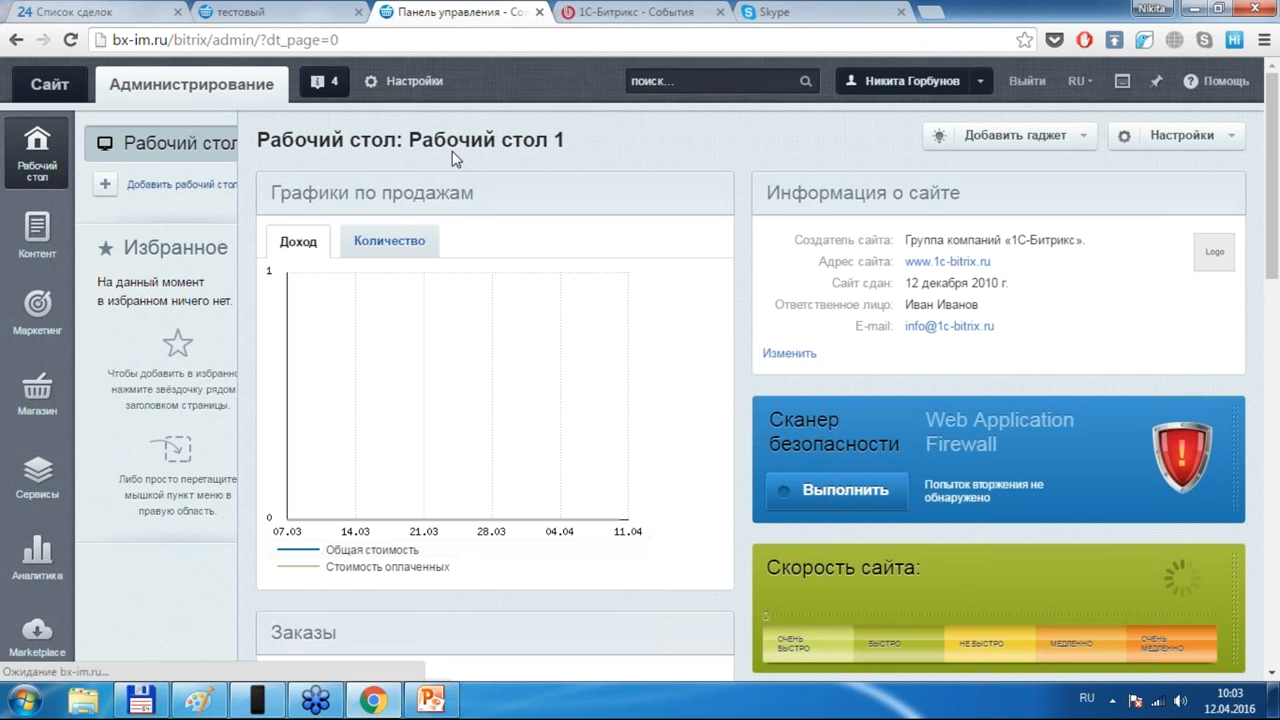 24 Список сделок
тестовый
Панель управления - Co
1С-Битрикс - События
Skype
Nikita
bx-im.ru/bitrix/admin/?dt_page=0
Сайт
Администрирование
4
Настройки
поиск...
Никита Горбунов
Выйти
RU
Помощь
Рабочий стол
Рабочий стол
Добавить рабочий стол
Рабочий стол: Рабочий стол 1
Добавить гаджет
Настройки
Контент
Маркетинг
Магазин
Сервисы
Аналитика
Marketplace
Избранное
На данный момент
в избранном ничего нет.
Чтобы добавить в избранно
нажмите звёздочку рядом
заголовком страницы.
Либо просто перетащите
мышкой пункт меню в
правую область.
Графики по продажам
Доход
Количество
1
0
07.03 14.03 21.03 28.03 04.04 11.04
Общая стоимость
Стоимость оплаченных
Заказы
Информация о сайте
Создатель сайта: Группа компаний «1С-Битрикс».
Адрес сайта: www.1c-bitrix.ru
Сайт сдан: 12 декабря 2010 г.
Ответственное лицо: Иван Иванов
E-mail: info@1c-bitrix.ru
Logo
Изменить
Сканер
безопасности
Web Application
Firewall
Выполнить
Попыток вторжения не
обнаружено
Скорость сайта:
0
ОЧЕНЬ
БЫСТРО
БЫСТРО
НЕ БЫСТРО
МЕДЛЕННО
ОЧЕНЬ
МЕДЛЕННО
Ожидание bx-im.ru...
RU
10:03
12.04.2016